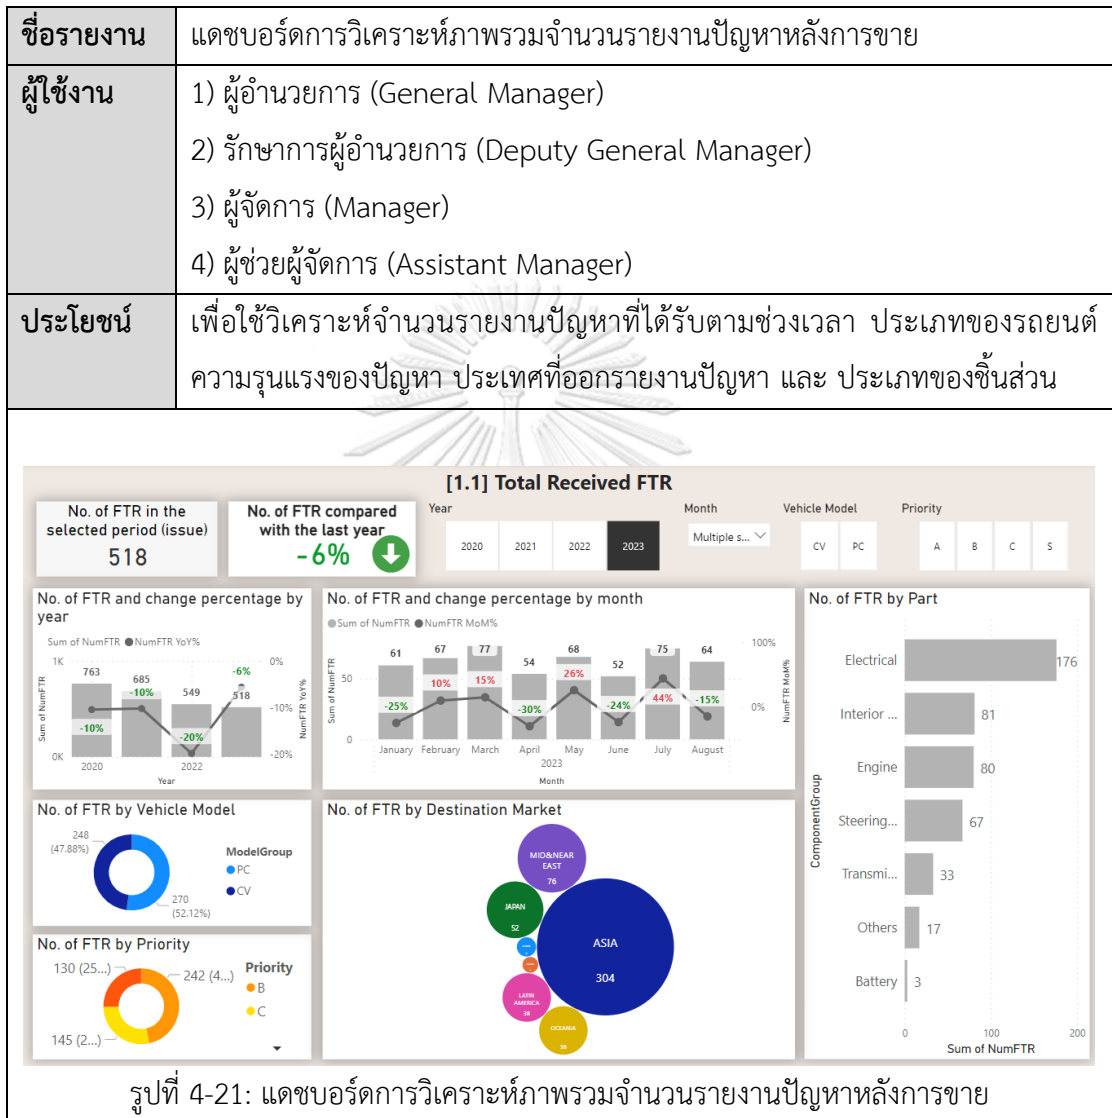 ชื่อรายงาน แดชบอร์ดการวิเคราะห์ภาพรวมจำนวนรายงานปัญหาหลังการขาย
ผู้ใช้งาน 1) ผู้อำนวยการ (General Manager)
2) รักษาการผู้อำนวยการ (Deputy General Manager)
3) ผู้จัดการ (Manager)
4) ผู้ช่วยผู้จัดการ (Assistant Manager)
ประโยชน์ เพื่อใช้วิเคราะห์จำนวนรายงานปัญหาที่ได้รับตามช่วงเวลา ประเภทของรถยนต์
ความรุนแรงของปัญหา ประเทศที่ออกรายงานปัญหา และ ประเภทของชิ้นส่วน
[1.1] Total Received FTR
No. of FTR in the
selected period (issue)
518
No. of FTR compared
with the last year
-6%
Year
2020 2021 2022 2023
Month
Multiple s...
Vehicle Model
CV PC
Priority
A B C S
No. of FTR and change percentage by
year
Sum of NumFTR NumFTR YoY%
1K
0K
Sum of NumFTR
763 685 549 518
-10% -10% -20% -6%
0%
-10%
-20%
NumFTR YoY%
2020 2022
Year
No. of FTR and change percentage by month
Sum of NumFTR NumFTR MoM%
50
0
Sum of NumFTR
61 67 77 54 68 52 75 64
-25% 10% 15% -30% 26% -24% 44% -15%
100%
0%
NumFTR MoM%
January February March April May June July August
2023
Month
No. of FTR by Part
ComponentGroup
Electrical 176
Interior ... 81
Engine 80
Steering... 67
Transmi... 33
Others 17
Battery 3
0 100 200
Sum of NumFTR
No. of FTR by Vehicle Model
248
(47.88%)
270
(52.12%)
ModelGroup
PC
CV
No. of FTR by Priority
130 (25...)
242 (4...)
145 (2...)
Priority
B
C
No. of FTR by Destination Market
MID&NEAR
EAST
76
JAPAN
52
ASIA
304
LATIN
AMERICA
38
OCEANIA
38
รูปที่ 4-21: แดชบอร์ดการวิเคราะห์ภาพรวมจำนวนรายงานปัญหาหลังการขาย